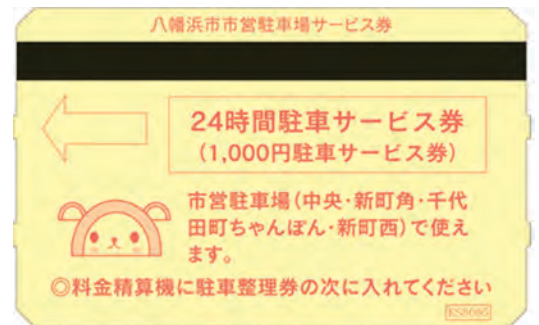 八幡浜市市営駐車場サービス券
24時間駐車サービス券
(1,000円駐車サービス券)
市営駐車場(中央・新町角・千代
田町ちゃんぽん・新町西)で使え
ます。
◎料金精算機に駐車整理券の次に入れてください